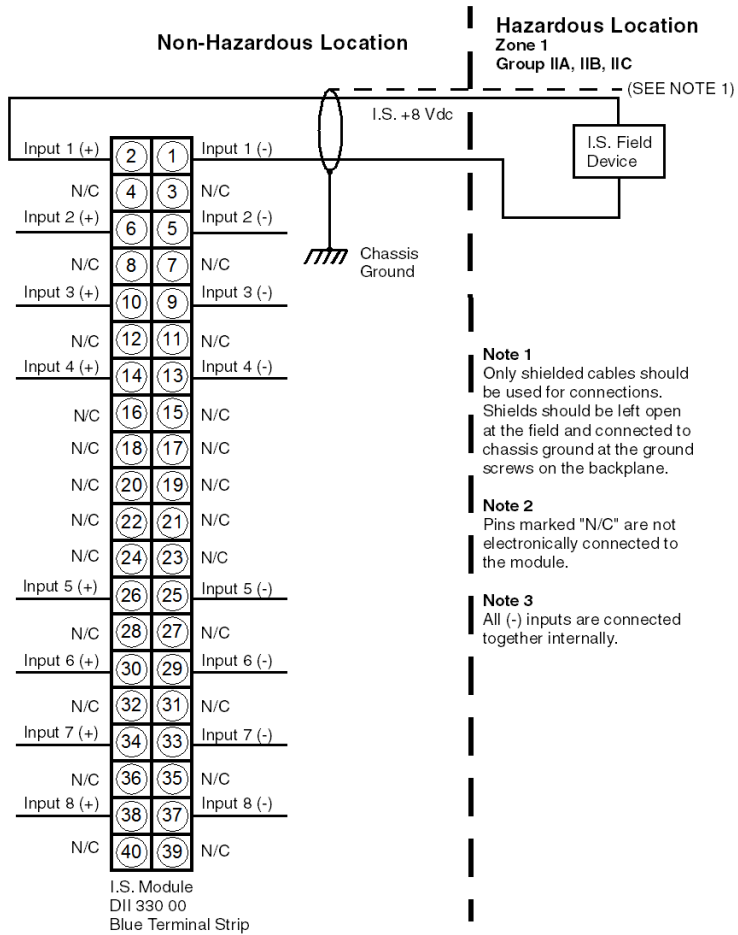 Non-Hazardous Location
Hazardous Location
Zone 1
Group IIA, IIB, IIC
(SEE NOTE 1)
I.S. +8 Vdc
I.S. Field
Device
Input 1 (+) 2 1 Input 1 (-)
N/C 4 3 N/C
Input 2 (+) 6 5 Input 2 (-)
N/C 8 7 N/C
Chassis
Ground
Input 3 (+) 10 9 Input 3 (-)
N/C 12 11 N/C
Input 4 (+) 14 13 Input 4 (-)
N/C 16 15 N/C
N/C 18 17 N/C
N/C 20 19 N/C
N/C 22 21 N/C
N/C 24 23 N/C
Input 5 (+) 26 25 Input 5 (-)
N/C 28 27 N/C
Input 6 (+) 30 29 Input 6 (-)
N/C 32 31 N/C
Input 7 (+) 34 33 Input 7 (-)
N/C 36 35 N/C
Input 8 (+) 38 37 Input 8 (-)
N/C 40 39 N/C
I.S. Module
DII 330 00
Blue Terminal Strip
Note 1
Only shielded cables should
be used for connections.
Shields should be left open
at the field and connected to
chassis ground at the ground
screws on the backplane.
Note 2
Pins marked "N/C" are not
electronically connected to
the module.
Note 3
All (-) inputs are connected
together internally.